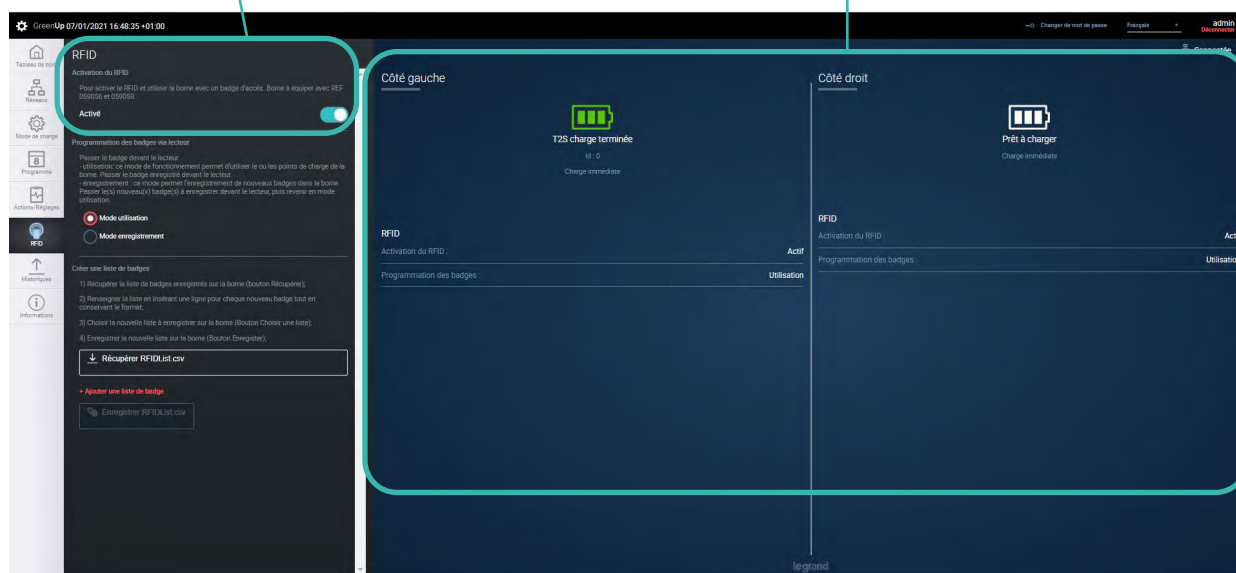 GreenUp 07/01/2021 16:48:35 +01:00
Changer de mot de passe
Français
admin
Déconnecter
Tableau de bord
Réseaux
Mode de charge
8
Programme
Actions/Réglages
RFID
Historiques
Informations
RFID
Activation du RFID
Pour activer le RFID et utiliser la borne avec un badge d'accès. Borne à équiper avec REF
059056 et 059059.
Activé
Programmation des badges via lecteur
Passer le badge devant le lecteur
- utilisation: ce mode de fonctionnement permet d'utiliser le ou les points de charge de la
borne. Passer le badge enregistré devant le lecteur.
- enregistrement : ce mode permet l'enregistrement de nouveaux badges dans la borne
Passer le(s) nouveau(x) badge(s) à enregistrer devant le lecteur, puis revenir en mode
utilisation
Mode utilisation
Mode enregistrement
Créer une liste de badges
1) Récupérer la liste de badges enregistrés sur la borne (bouton Récupérer);
2) Renseigner la liste en insérant une ligne pour chaque nouveau badge tout en
conservant le format;
3) Choisir la nouvelle liste à enregistrer sur la borne (Bouton Choisir une liste);
4) Enregistrer la nouvelle liste sur la borne (Bouton Enregister);
Récupérer RFIDList.csv
+ Ajouter une liste de badge
Enregistrer RFIDList.csv
Connectée
Côté gauche
T2S charge terminée
Id : 0
Charge immédiate
RFID
Activation du RFID :
Actif
Programmation des badges :
Utilisation
Côté droit
Prêt à charger
Charge immédiate
RFID
Activation du RFID :
Act
Programmation des badges :
Utilisatio
legrand